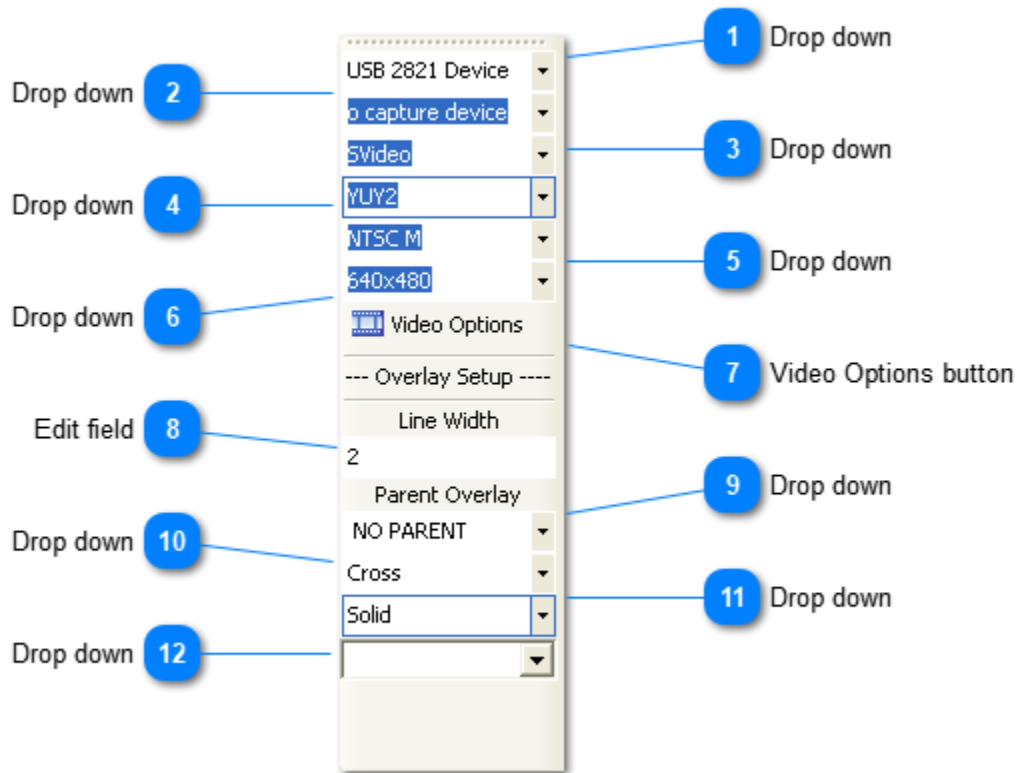 1 Drop down
USB 2821 Device
Drop down 2
o capture device
SVideo
3 Drop down
Drop down 4
YUY2
NTSC M
5 Drop down
640x480
Drop down 6
Video Options
7 Video Options button
--- Overlay Setup ----
Line Width
Edit field 8
2
Parent Overlay
9 Drop down
NO PARENT
Drop down 10
Cross
11 Drop down
Solid
Drop down 12